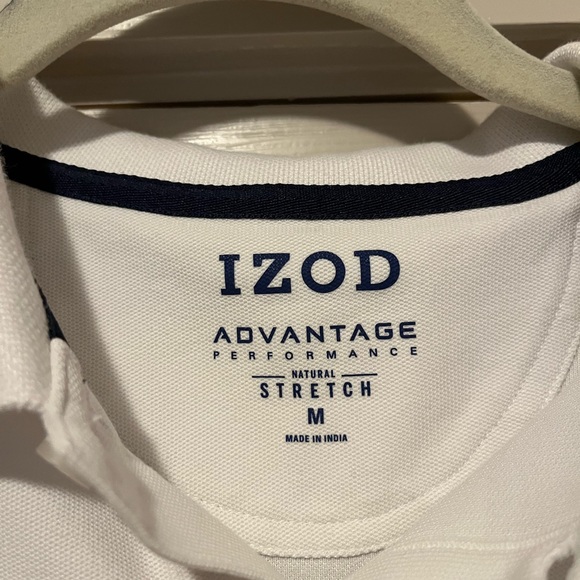 IZOD
ADVANTAGE
PERFORMANCE
NATURAL
STRETCH
M
MADE IN INDIA